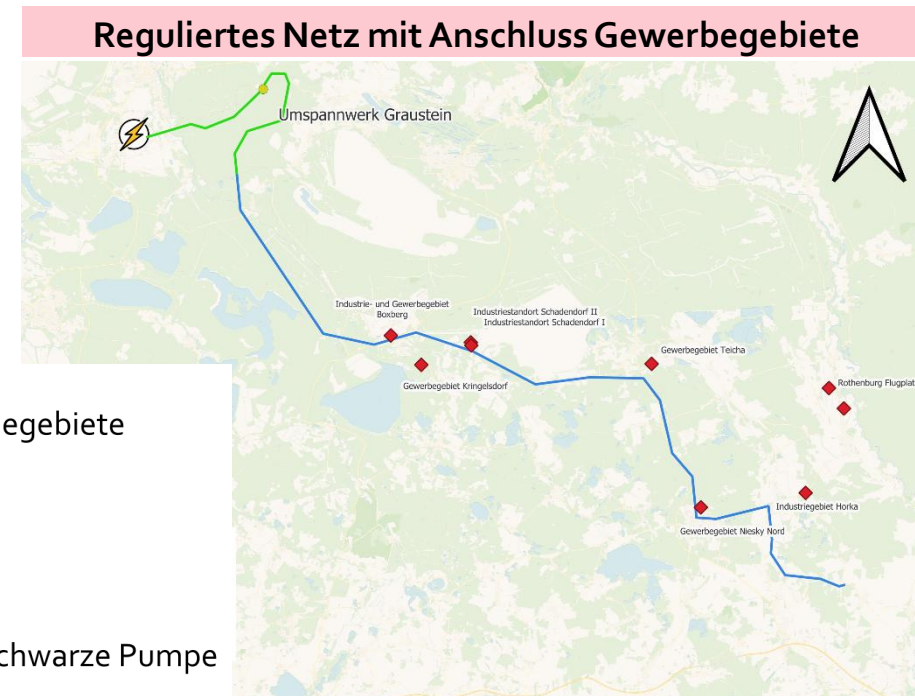 Reguliertes Netz mit Anschluss Gewerbegebiete
Umspannwerk Graustein
Industrie- und Gewerbegebiet
Boxberg
Industriestandort Schadendorf II
Industriestandort Schadendorf I
Gewerbegebiet Kringelsdorf
Gewerbegebiet Teicha
Rothenburg Flugplat
Industriegebiet Horka
Gewerbegebiet Niesky Nord
egebiete
chwarze Pumpe